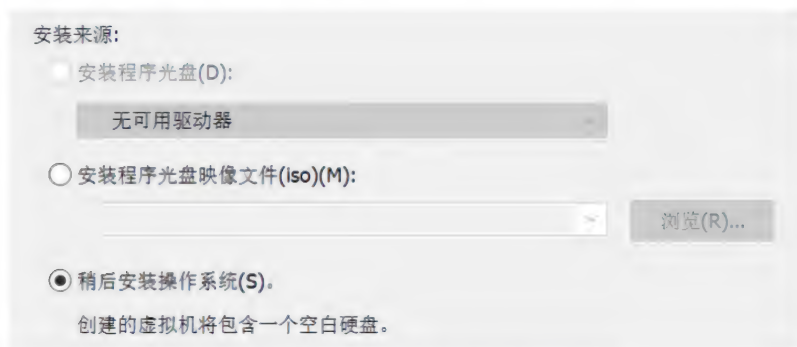 安装来源:
安装程序光盘(D):
无可用驱动器
安装程序光盘映像文件(iso)(M):
浏览(R)...
稍后安装操作系统(S)。
创建的虚拟机将包含一个空白硬盘。